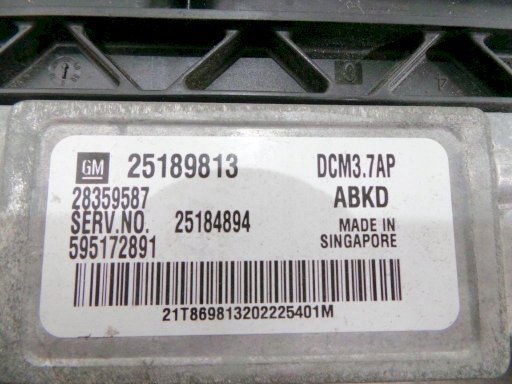 GM 25189813 DCM3.7AP
28359587 ABKD
SERV.NO. 25184894 MADE IN
595172891 SINGAPORE
21T869813202225401M